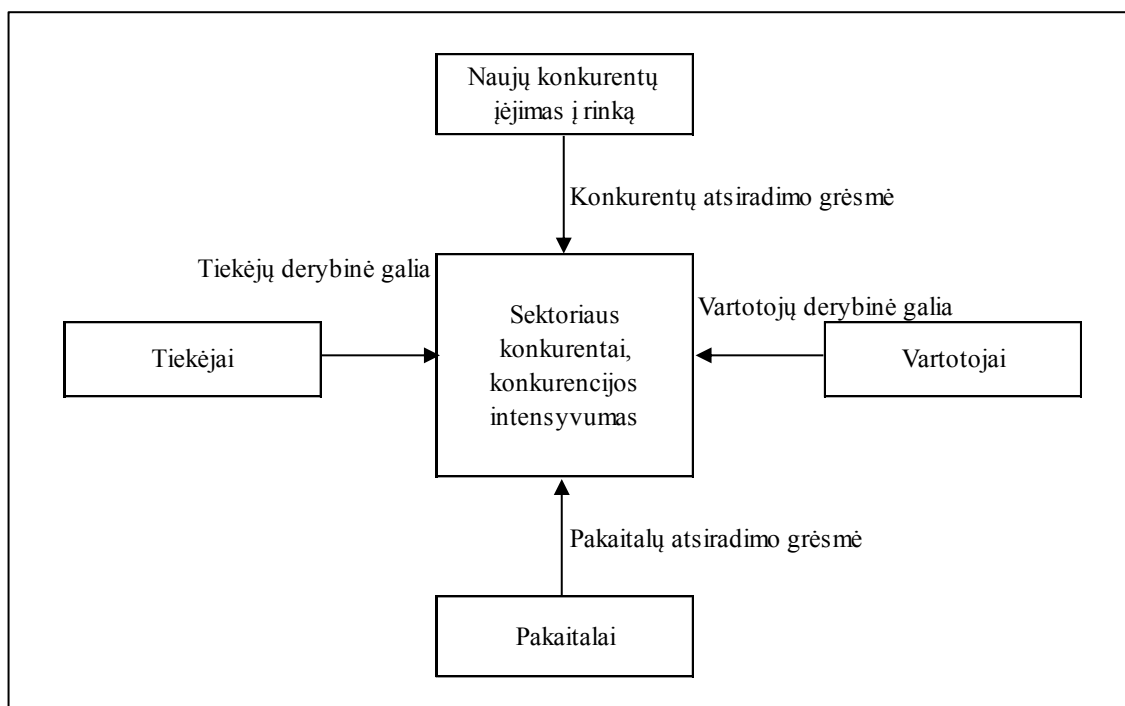 Naujų konkurentų
įėjimas į rinką
Konkurentų atsiradimo grėsmė
Tiekėjų derybinė galia
Vartotojų derybinė galia
Tiekėjai
Sektoriaus
konkurentai,
konkurencijos
intensyvumas
Vartotojai
Pakaitalų atsiradimo grėsmė
Pakaitalai